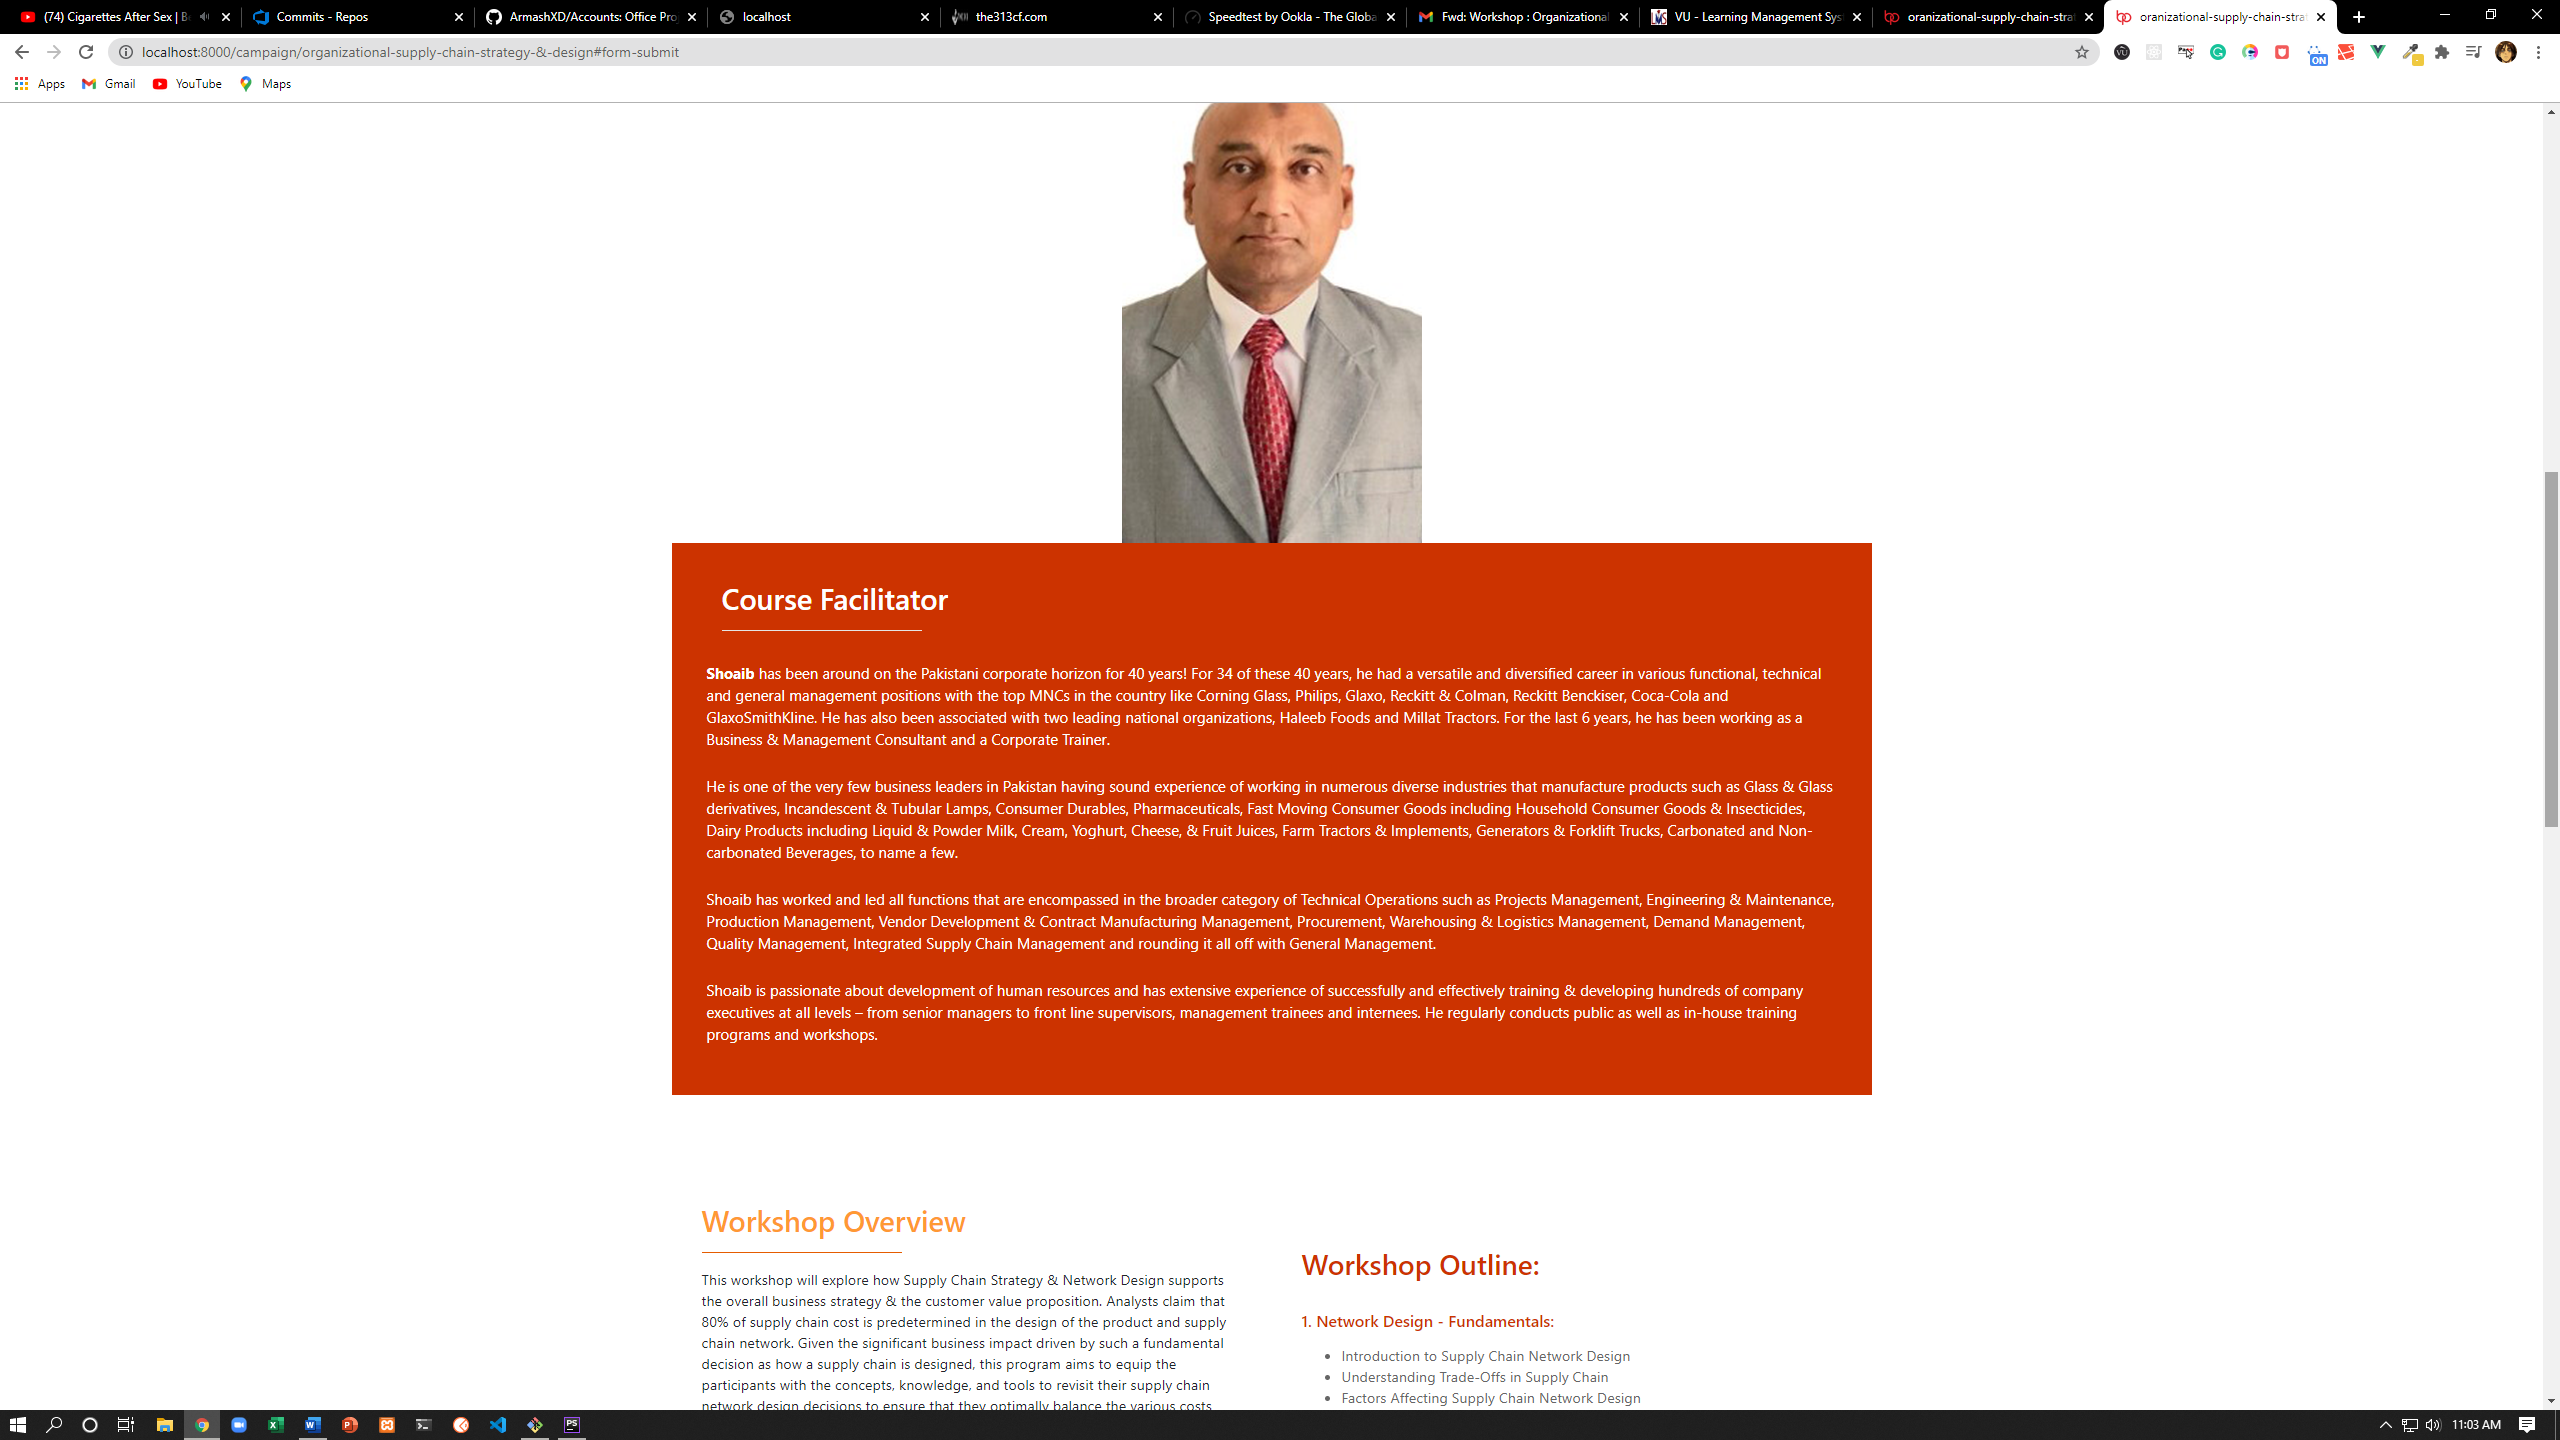 (74) Cigarettes After Sex | Be
Commits - Repos
ArmashXD/Accounts: Office Pro
localhost
the313cf.com
Speedtest by Ookla - The Globa
Fwd: Workshop : Organizational
VU - Learning Management Sys
oranizational-supply-chain-strat
oranizational-supply-chain-strat
localhost:8000/campaign/organizational-supply-chain-strategy-&-design#form-submit
ON
Apps
Gmail
YouTube
Maps
Course Facilitator
Shoaib has been around on the Pakistani corporate horizon for 40 years! For 34 of these 40 years, he had a versatile and diversified career in various functional, technical
and general management positions with the top MNCs in the country like Corning Glass, Philips, Glaxo, Reckitt & Colman, Reckitt Benckiser, Coca-Cola and
GlaxoSmithKline. He has also been associated with two leading national organizations, Haleeb Foods and Millat Tractors. For the last 6 years, he has been working as a
Business & Management Consultant and a Corporate Trainer.
He is one of the very few business leaders in Pakistan having sound experience of working in numerous diverse industries that manufacture products such as Glass & Glass
derivatives, Incandescent & Tubular Lamps, Consumer Durables, Pharmaceuticals, Fast Moving Consumer Goods including Household Consumer Goods & Insecticides,
Dairy Products including Liquid & Powder Milk, Cream, Yoghurt, Cheese, & Fruit Juices, Farm Tractors & Implements, Generators & Forklift Trucks, Carbonated and Non-
carbonated Beverages, to name a few.
Shoaib has worked and led all functions that are encompassed in the broader category of Technical Operations such as Projects Management, Engineering & Maintenance,
Production Management, Vendor Development & Contract Manufacturing Management, Procurement, Warehousing & Logistics Management, Demand Management,
Quality Management, Integrated Supply Chain Management and rounding it all off with General Management.
Shoaib is passionate about development of human resources and has extensive experience of successfully and effectively training & developing hundreds of company
executives at all levels – from senior managers to front line supervisors, management trainees and internees. He regularly conducts public as well as in-house training
programs and workshops.
Workshop Overview
This workshop will explore how Supply Chain Strategy & Network Design supports
the overall business strategy & the customer value proposition. Analysts claim that
80% of supply chain cost is predetermined in the design of the product and supply
chain network. Given the significant business impact driven by such a fundamental
decision as how a supply chain is designed, this program aims to equip the
participants with the concepts, knowledge, and tools to revisit their supply chain
network design decisions to ensure that they optimally balance the various costs
Workshop Outline:
1. Network Design - Fundamentals:
• Introduction to Supply Chain Network Design
• Understanding Trade-Offs in Supply Chain
• Factors Affecting Supply Chain Network Design
11:03 AM